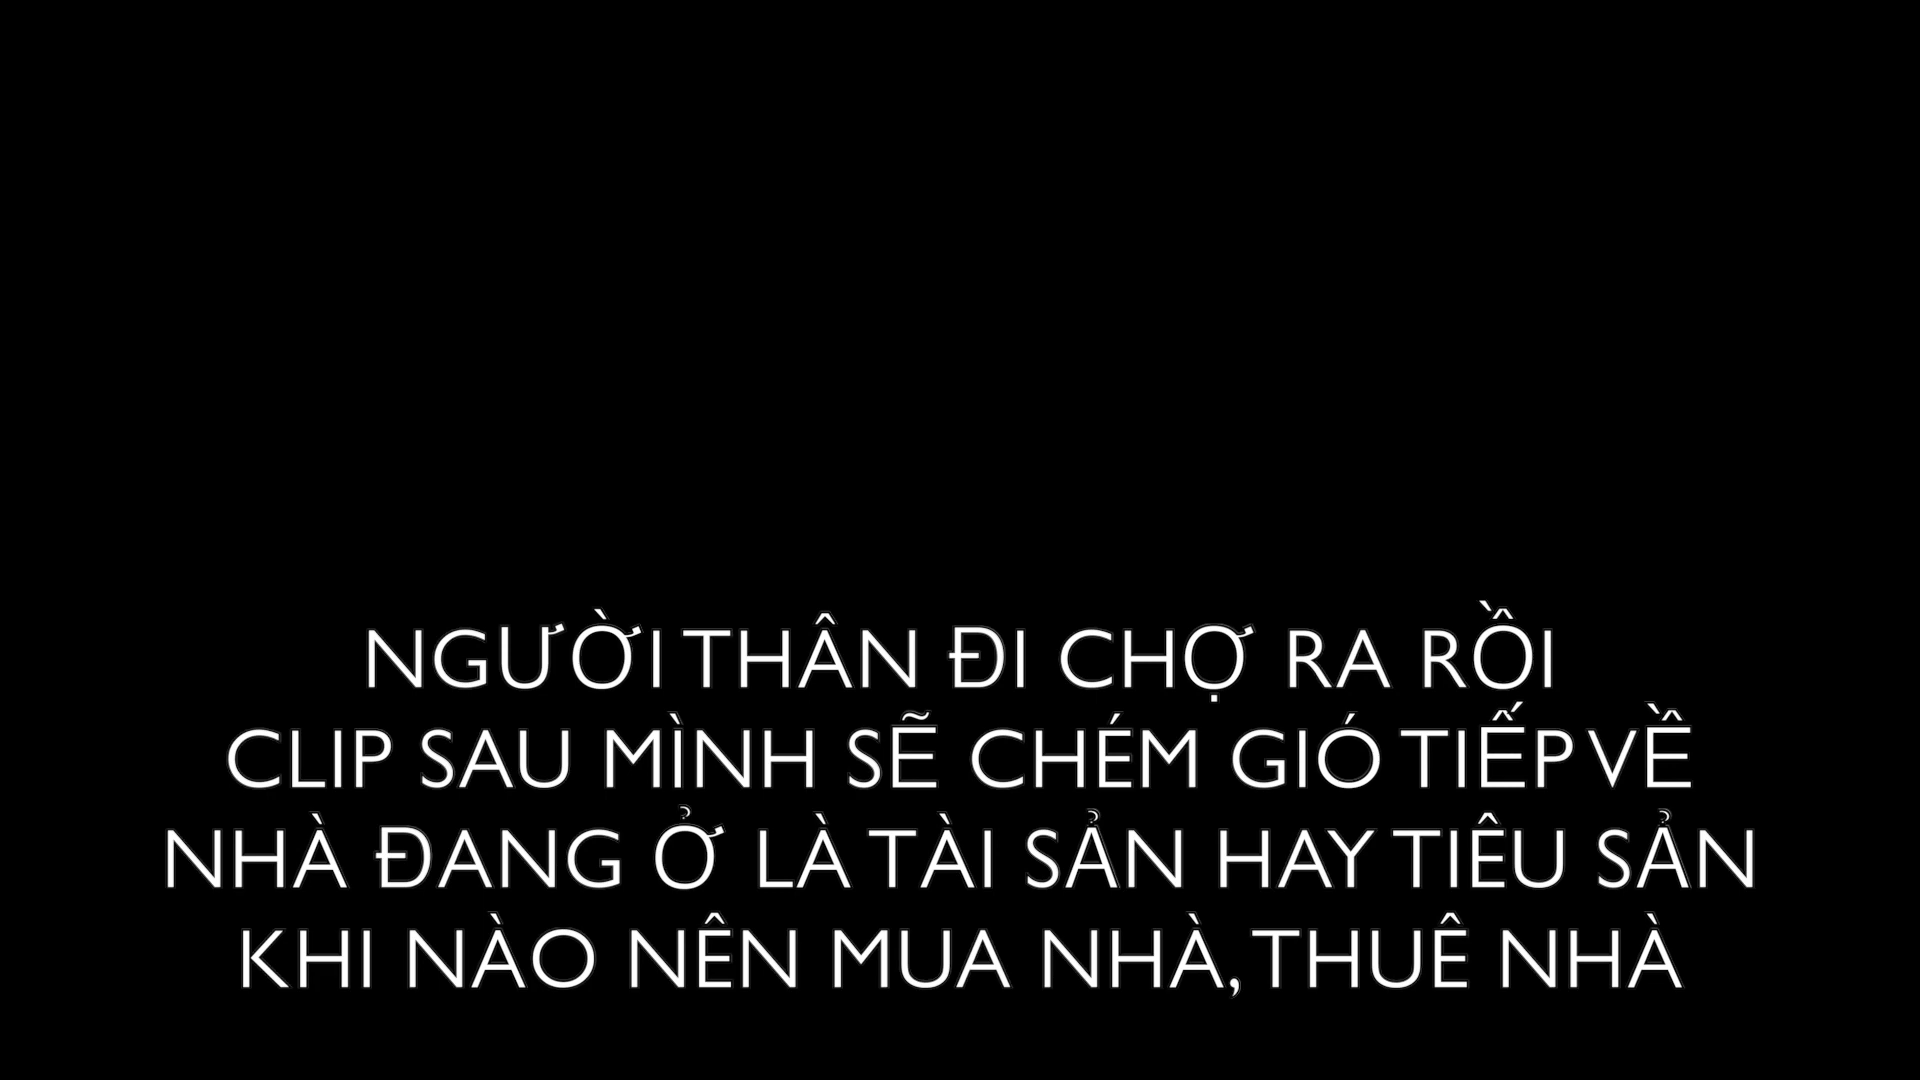 NGƯỜI THÂN ĐI CHỢ RA RỒI
CLIP SAU MÌNH SẼ CHÉM GIÓ TIẾP VỀ
NHÀ ĐANG Ở LÀ TÀI SẢN HAY TIÊU SẢN
KHI NÀO NÊN MUA NHÀ, THUÊ NHÀ